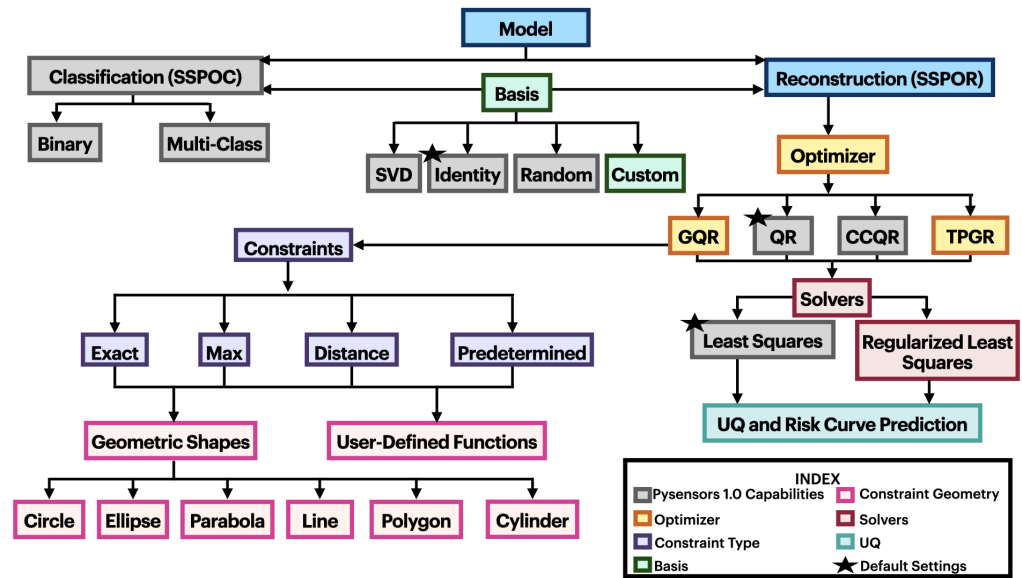 Model
Classification (SSPOC)
Reconstruction (SSPOR)
Basis
Binary
Multi-Class
Optimizer
SVD
Identity
Random
Custom
GQR
QR
CCQR
TPGR
Constraints
Solvers
Exact
Max
Distance
Predetermined
Least Squares
Regularized Least
Squares
Geometric Shapes
User-Defined Functions
UQ and Risk Curve Prediction
Circle
Ellipse
Parabola
Line
Polygon
Cylinder
INDEX
Pysensors 1.0 Capabilities
Constraint Geometry
Optimizer
Solvers
Constraint Type
UQ
Basis
Default Settings